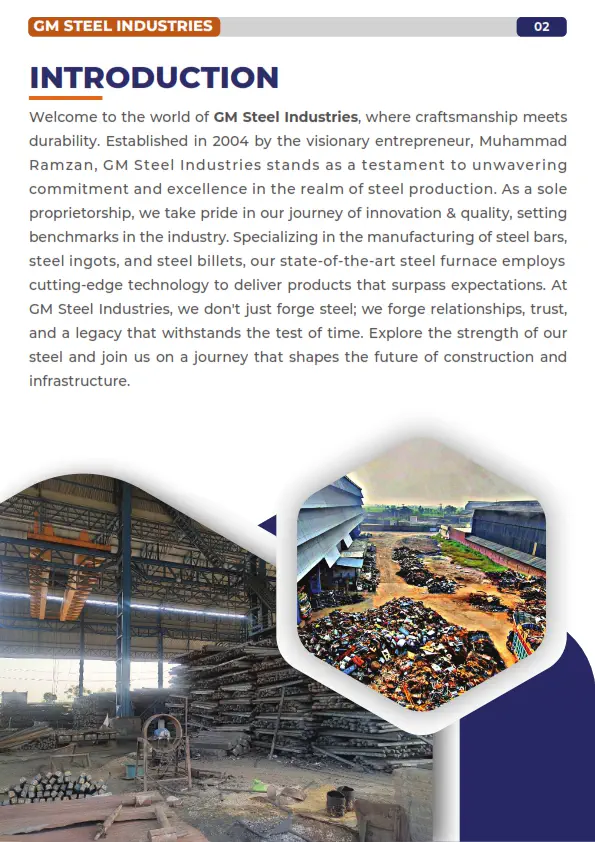 GM STEEL INDUSTRIES
02
INTRODUCTION
Welcome to the world of GM Steel Industries, where craftsmanship meets
durability. Established in 2004 by the visionary entrepreneur, Muhammad
Ramzan, GM Steel Industries stands as a testament to unwavering
commitment and excellence in the realm of steel production. As a sole
proprietorship, we take pride in our journey of innovation & quality, setting
benchmarks in the industry. Specializing in the manufacturing of steel bars,
steel ingots, and steel billets, our state-of-the-art steel furnace employs
cutting-edge technology to deliver products that surpass expectations. At
GM Steel Industries, we don't just forge steel; we forge relationships, trust,
and a legacy that withstands the test of time. Explore the strength of our
steel and join us on a journey that shapes the future of construction and
infrastructure.